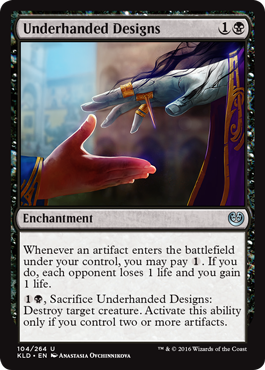 Underhanded Designs 1
Enchantment
Whenever an artifact enters the battlefield
under your control, you may pay 1. If you
do, each opponent loses 1 life and you gain
1 life.
1, Sacrifice Underhanded Designs:
Destroy target creature. Activate this ability
only if you control two or more artifacts.
104/264 U
KLD • EN Anastasia Ovchinnikova
™ & © 2016 Wizards of the Coast